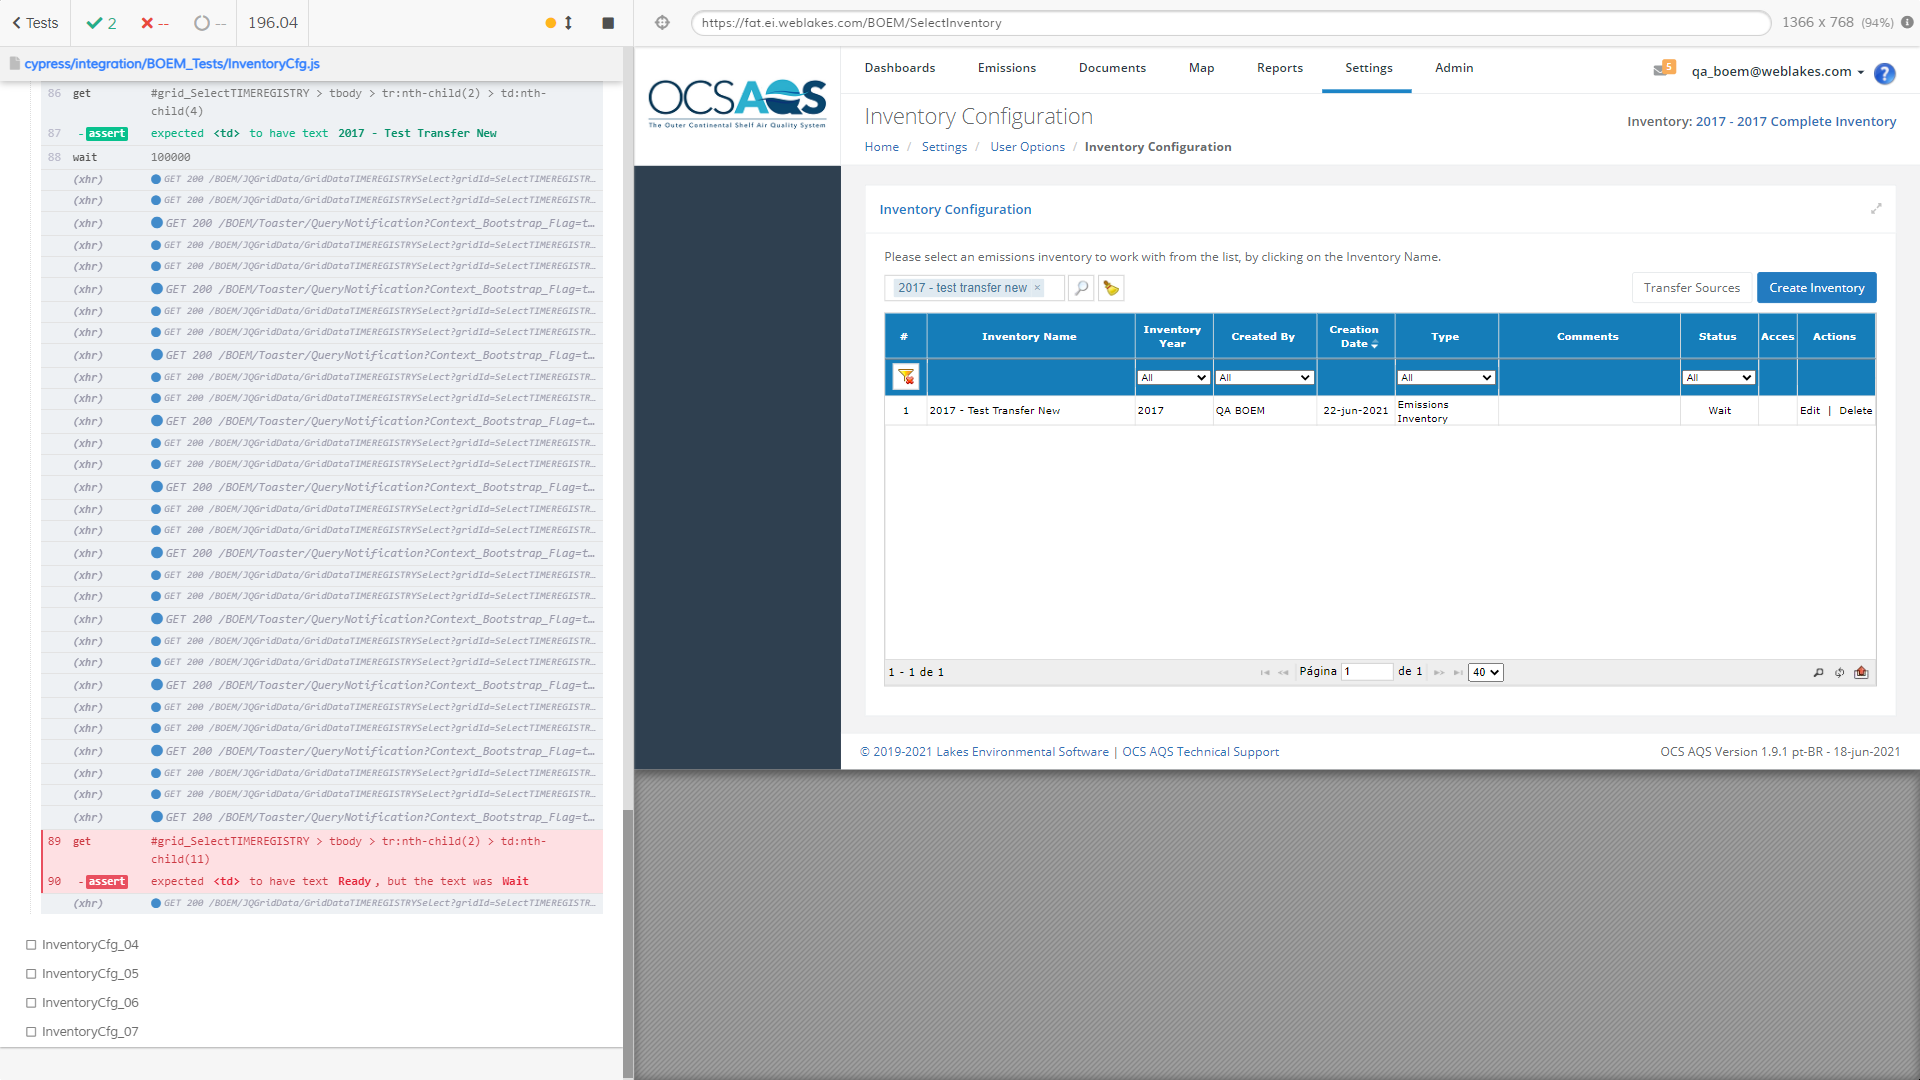 Tests
2
--
--
196.04
https://fat.ei.weblakes.com/BOEM/SelectInventory
1366 x 768 (94%)
cypress/integration/BOEM_Tests/InventoryCfg.js
86 get #grid_SelectTIMEREGISTRY > tbody > tr:nth-child(2) > td:nth-
child(4)
87 -assert expected <td> to have text 2017 - Test Transfer New
88 wait 100000
(xhr) GET 200 /BOEM/JQGridData/GridDataTIMEREGISTRYSelect?gridId=SelectTIMEREGISTR…
(xhr) GET 200 /BOEM/JQGridData/GridDataTIMEREGISTRYSelect?gridId=SelectTIMEREGISTR…
(xhr) GET 200 /BOEM/Toaster/QueryNotification?Context_Bootstrap_Flag=t…
(xhr) GET 200 /BOEM/JQGridData/GridDataTIMEREGISTRYSelect?gridId=SelectTIMEREGISTR…
(xhr) GET 200 /BOEM/JQGridData/GridDataTIMEREGISTRYSelect?gridId=SelectTIMEREGISTR…
(xhr) GET 200 /BOEM/Toaster/QueryNotification?Context_Bootstrap_Flag=t…
(xhr) GET 200 /BOEM/JQGridData/GridDataTIMEREGISTRYSelect?gridId=SelectTIMEREGISTR…
(xhr) GET 200 /BOEM/JQGridData/GridDataTIMEREGISTRYSelect?gridId=SelectTIMEREGISTR…
(xhr) GET 200 /BOEM/Toaster/QueryNotification?Context_Bootstrap_Flag=t…
(xhr) GET 200 /BOEM/JQGridData/GridDataTIMEREGISTRYSelect?gridId=SelectTIMEREGISTR…
(xhr) GET 200 /BOEM/JQGridData/GridDataTIMEREGISTRYSelect?gridId=SelectTIMEREGISTR…
(xhr) GET 200 /BOEM/Toaster/QueryNotification?Context_Bootstrap_Flag=t…
(xhr) GET 200 /BOEM/JQGridData/GridDataTIMEREGISTRYSelect?gridId=SelectTIMEREGISTR…
(xhr) GET 200 /BOEM/JQGridData/GridDataTIMEREGISTRYSelect?gridId=SelectTIMEREGISTR…
(xhr) GET 200 /BOEM/Toaster/QueryNotification?Context_Bootstrap_Flag=t…
(xhr) GET 200 /BOEM/JQGridData/GridDataTIMEREGISTRYSelect?gridId=SelectTIMEREGISTR…
(xhr) GET 200 /BOEM/JQGridData/GridDataTIMEREGISTRYSelect?gridId=SelectTIMEREGISTR…
(xhr) GET 200 /BOEM/Toaster/QueryNotification?Context_Bootstrap_Flag=t…
(xhr) GET 200 /BOEM/JQGridData/GridDataTIMEREGISTRYSelect?gridId=SelectTIMEREGISTR…
(xhr) GET 200 /BOEM/JQGridData/GridDataTIMEREGISTRYSelect?gridId=SelectTIMEREGISTR…
(xhr) GET 200 /BOEM/Toaster/QueryNotification?Context_Bootstrap_Flag=t…
(xhr) GET 200 /BOEM/JQGridData/GridDataTIMEREGISTRYSelect?gridId=SelectTIMEREGISTR…
(xhr) GET 200 /BOEM/JQGridData/GridDataTIMEREGISTRYSelect?gridId=SelectTIMEREGISTR…
(xhr) GET 200 /BOEM/Toaster/QueryNotification?Context_Bootstrap_Flag=t…
(xhr) GET 200 /BOEM/JQGridData/GridDataTIMEREGISTRYSelect?gridId=SelectTIMEREGISTR…
(xhr) GET 200 /BOEM/JQGridData/GridDataTIMEREGISTRYSelect?gridId=SelectTIMEREGISTR…
(xhr) GET 200 /BOEM/Toaster/QueryNotification?Context_Bootstrap_Flag=t…
(xhr) GET 200 /BOEM/JQGridData/GridDataTIMEREGISTRYSelect?gridId=SelectTIMEREGISTR…
(xhr) GET 200 /BOEM/JQGridData/GridDataTIMEREGISTRYSelect?gridId=SelectTIMEREGISTR…
(xhr) GET 200 /BOEM/Toaster/QueryNotification?Context_Bootstrap_Flag=t…
89 get #grid_SelectTIMEREGISTRY > tbody > tr:nth-child(2) > td:nth-
child(11)
90 -assert expected <td> to have text Ready, but the text was Wait
(xhr) GET 200 /BOEM/JQGridData/GridDataTIMEREGISTRYSelect?gridId=SelectTIMEREGISTR…
InventoryCfg_04
InventoryCfg_05
InventoryCfg_06
InventoryCfg_07
OCSAQS
The Outer Continental Shelf Air Quality System
Dashboards Emissions Documents Map Reports Settings Admin
5
qa_boem@weblakes.com
?
Inventory Configuration
Inventory: 2017 - 2017 Complete Inventory
Home / Settings / User Options / Inventory Configuration
Inventory Configuration
Please select an emissions inventory to work with from the list, by clicking on the Inventory Name.
2017 - test transfer new ×
Transfer Sources
Create Inventory
# Inventory Name Inventory Year Created By Creation Date Type Comments Status Acces Actions
All All All All
1 2017 - Test Transfer New 2017 QA BOEM 22-jun-2021 Emissions Inventory Wait Edit | Delete
1 - 1 de 1
Página 1 de 1
40
© 2019-2021 Lakes Environmental Software | OCS AQS Technical Support
OCS AQS Version 1.9.1 pt-BR - 18-jun-2021